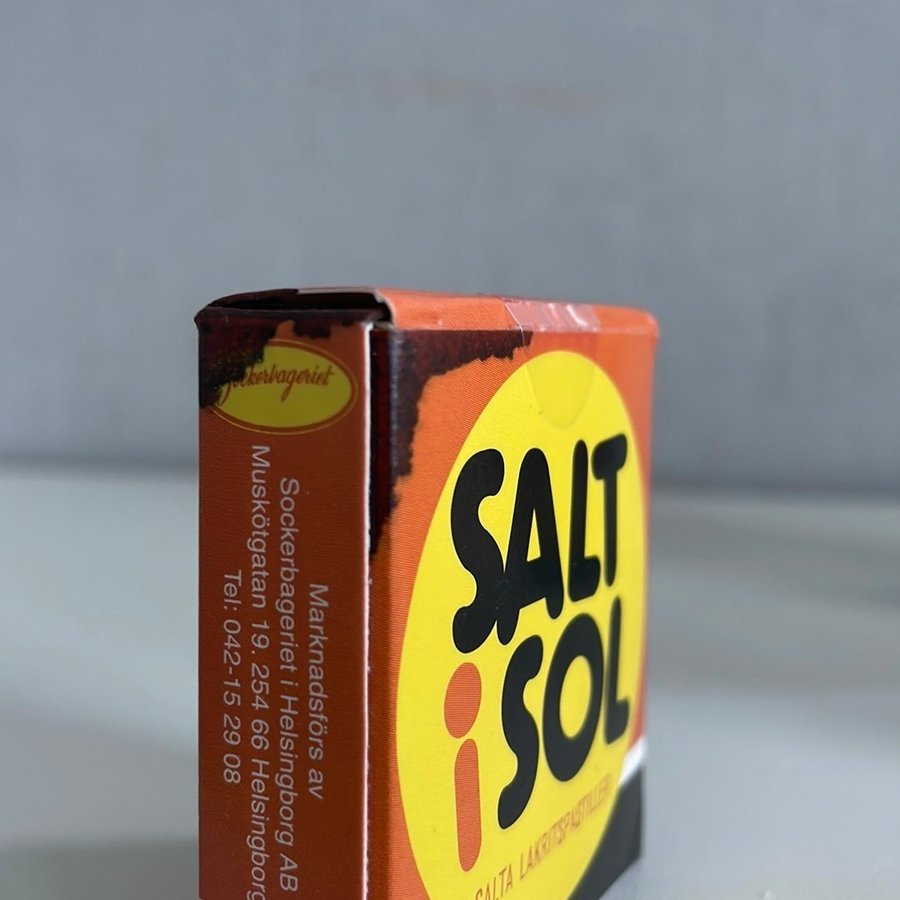 Sockerbageriet
Marknadsförs av
Sockerbageriet i Helsingborg AB
Muskötgatan 19. 254 66 Helsingborg
Tel: 042-15 29 08
SALT
i SOL
SALTA LAKRITSPASTILLER